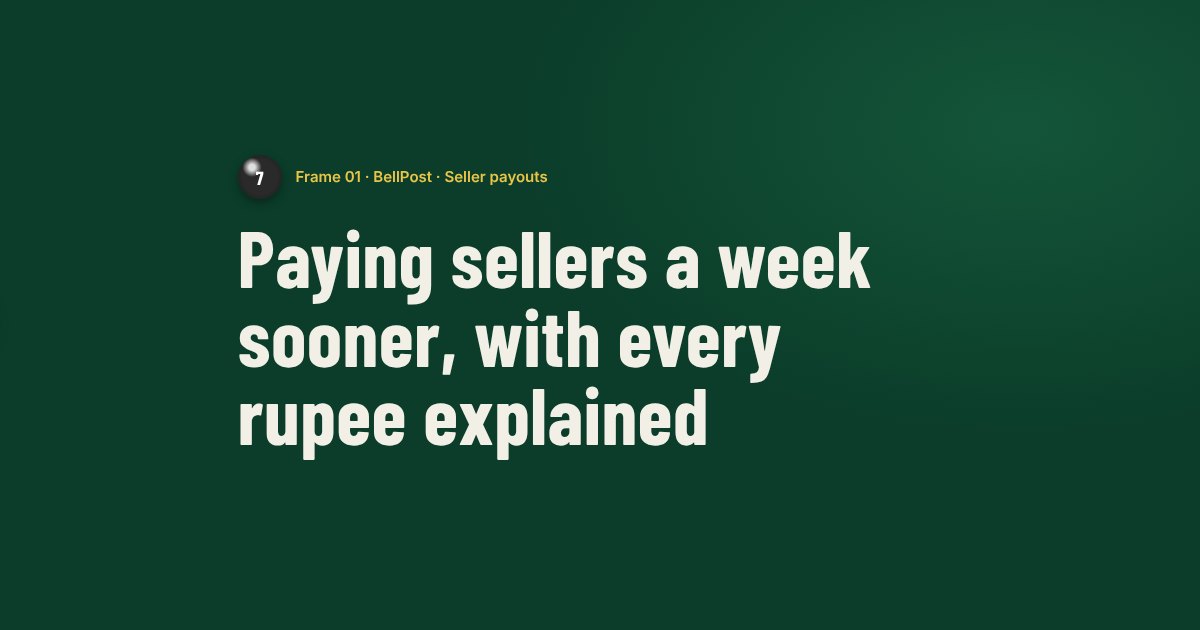 7
Frame 01 · BellPost · Seller payouts
Paying sellers a week
sooner, with every
rupee explained